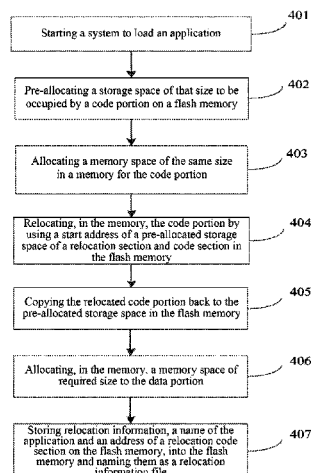 401
Starting a system to load an application
402
Pre-allocating a storage space of that size to be
occupied by a code portion on a flash memory
403
Allocating a memory space of the same size
in a memory for the code portion
404
Relocating, in the memory, the code portion by
using a start address of a pre-allocated storage
space of a relocation section and code section in
the flash memory
405
Copying the relocated code portion back to the
pre-allocated storage space in the flash memory
406
Allocating, in the memory, a memory space of
required size to the data portion
407
Storing relocation information, a name of the
application and an address of a relocation code
section on the flash memory, into the flash
memory and naming them as a relocation
information file